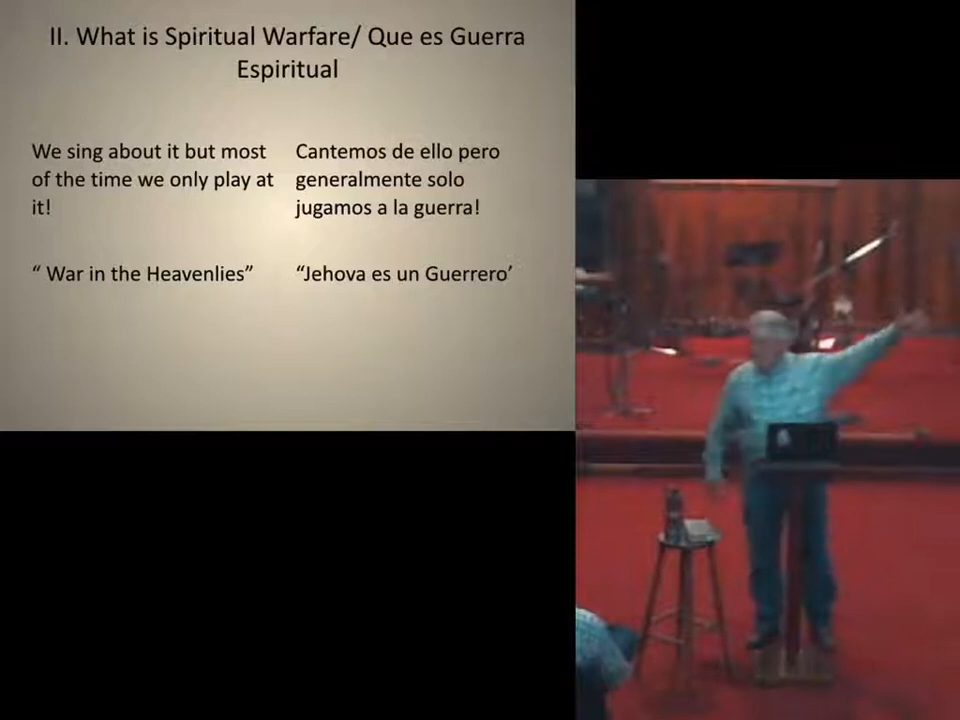 II. What is Spiritual Warfare/ Que es Guerra
Espiritual
We sing about it but most
of the time we only play at
it!
“ War in the Heavenlies”
Cantemos de ello pero
generalmente solo
jugamos a la guerra!
“Jehova es un Guerrero’